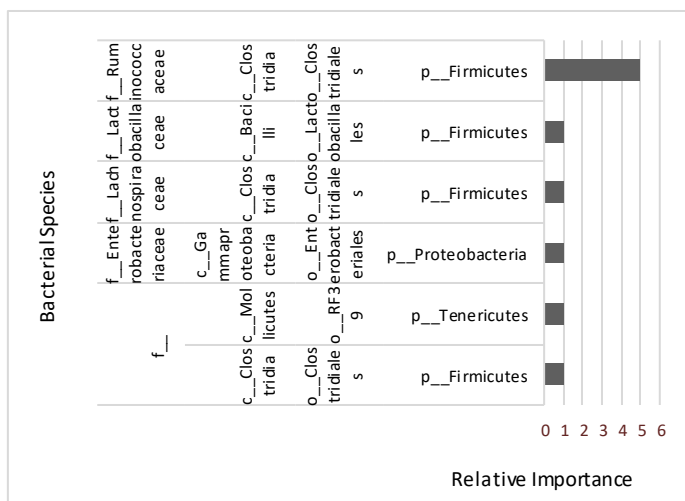 Bacterial Species
f__Rum
inococc
aceae
c__Clos
tridia
o__Clos
tridiale
s
p__Firmicutes
f__Lact
obacilla
ceae
c__Baci
lli
o__Lact
obacilla
les
p__Firmicutes
f__Lach
nospira
ceae
c__Clos
tridia
o__Clos
tridiale
s
p__Firmicutes
f__Ente
robacte
riaceae
c__Ga
mmapr
oteoba
cteria
o__Ent
erobact
eriales
p__Proteobacteria
f__
c__Mol
licutes
o__RF3
9
p__Tenericutes
c__Clos
tridia
o__Clos
tridiale
s
p__Firmicutes
0 1 2 3 4 5 6
Relative Importance